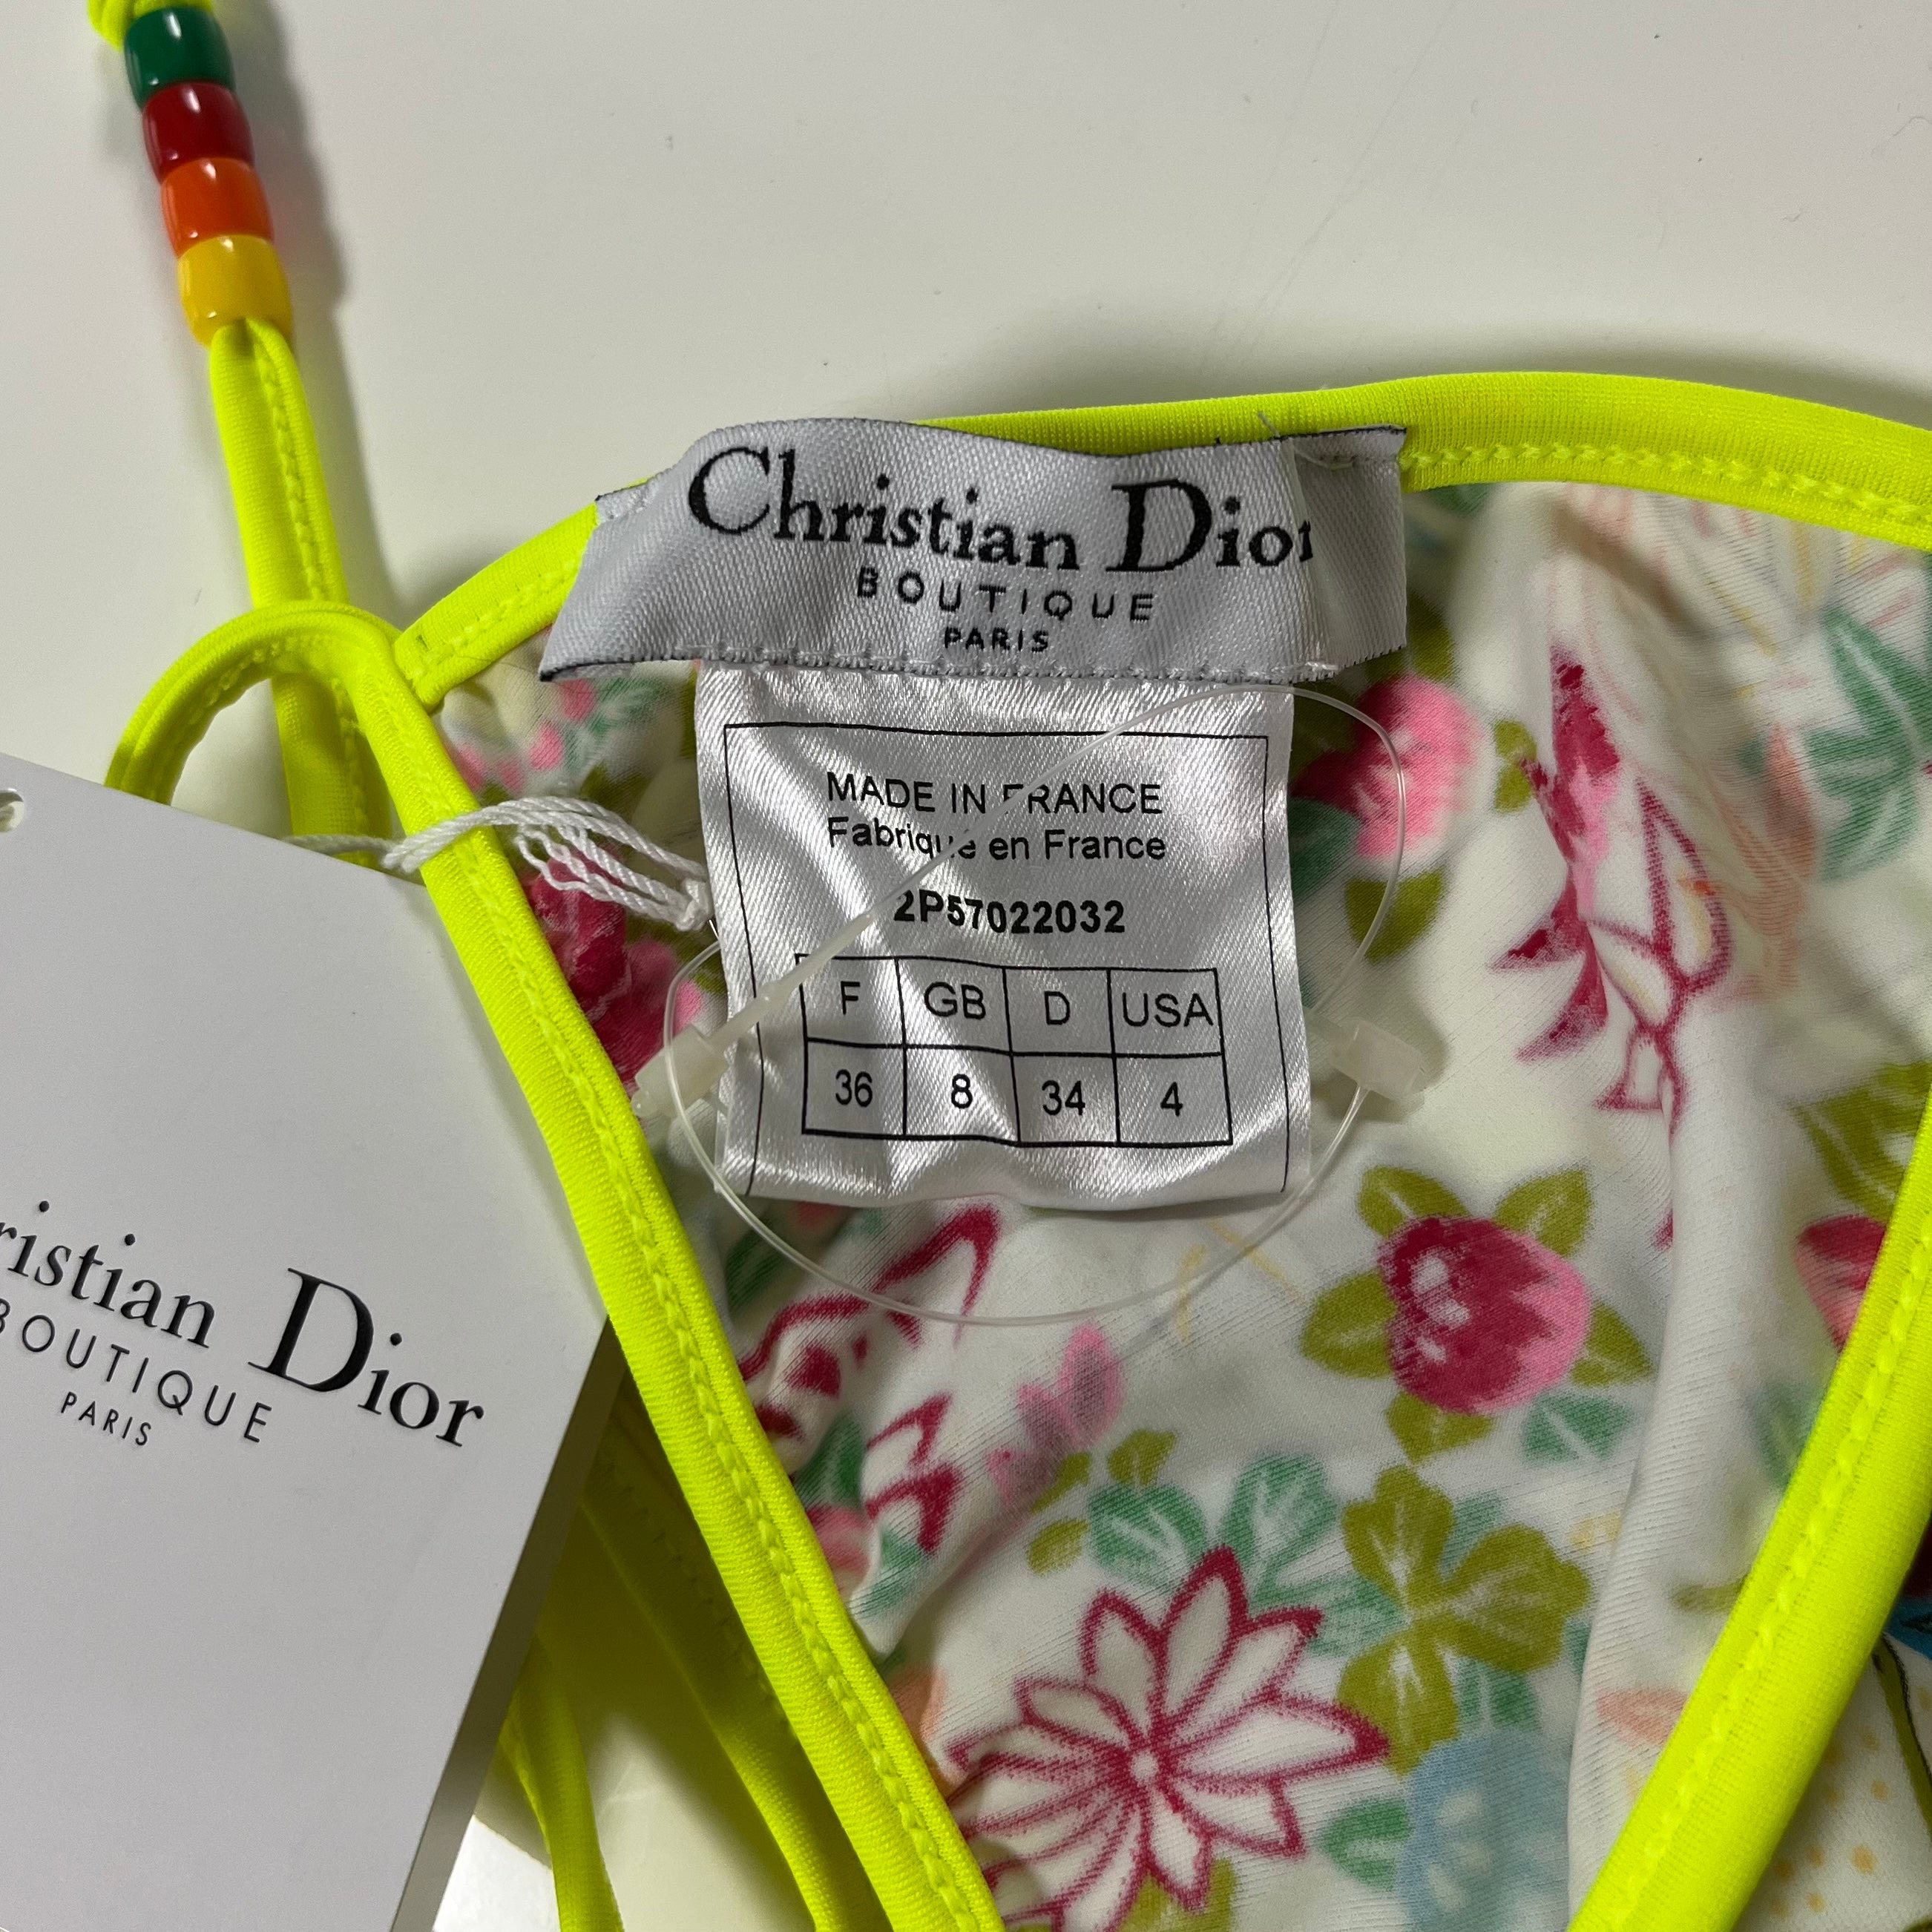 Christian Dior
BOUTIQUE
PARIS
MADE IN FRANCE
Fabriqué en France
2P57022032
F GB D USA
36 8 34 4
ristian Dior
BOUTIQUE
PARIS